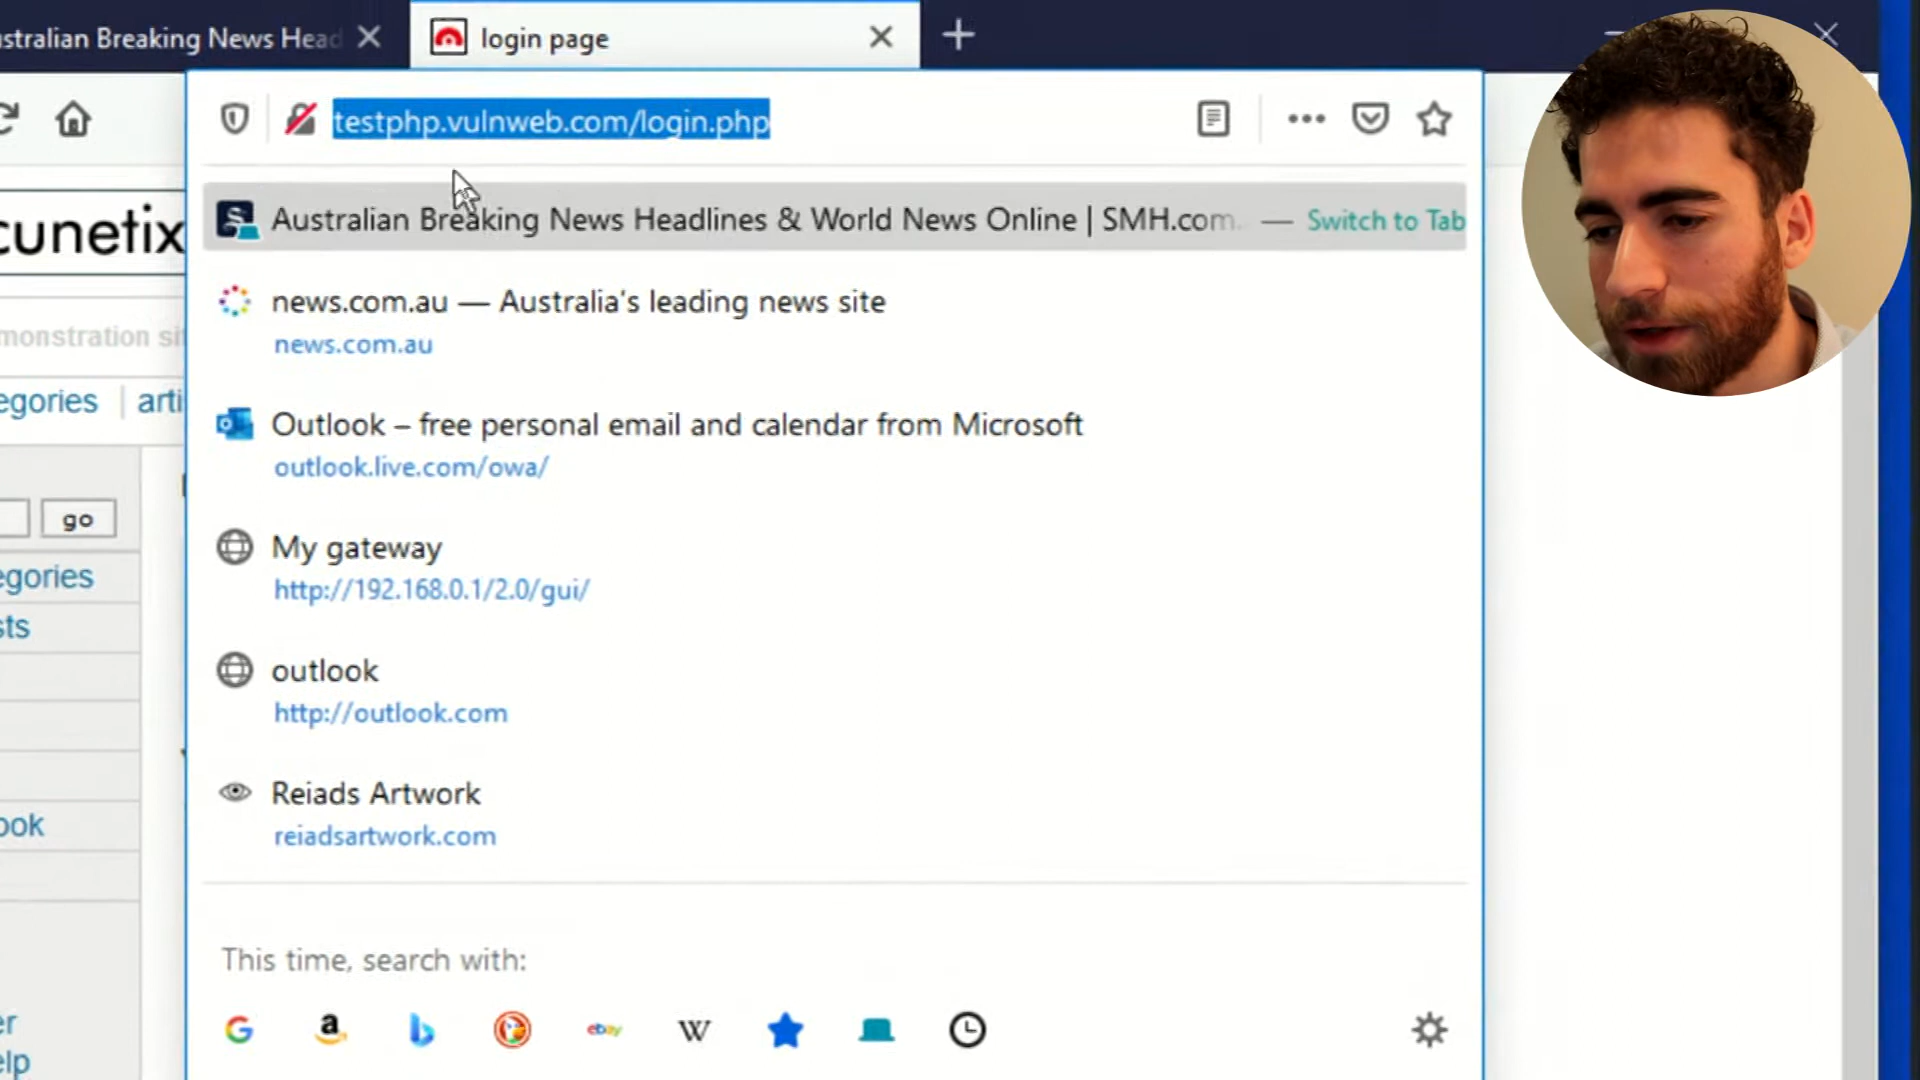 stralian Breaking News Head
login page
testphp.vulnweb.com/login.php
cunetix
Australian Breaking News Headlines & World News Online | SMH.com. — Switch to Tab
news.com.au — Australia's leading news site
news.com.au
monstration si
egories | arti
Outlook – free personal email and calendar from Microsoft
outlook.live.com/owa/
go
My gateway
http://192.168.0.1/2.0/gui/
egories
sts
outlook
http://outlook.com
Reiads Artwork
reiadsartwork.com
ook
This time, search with:
G a b ebay W
er
elp